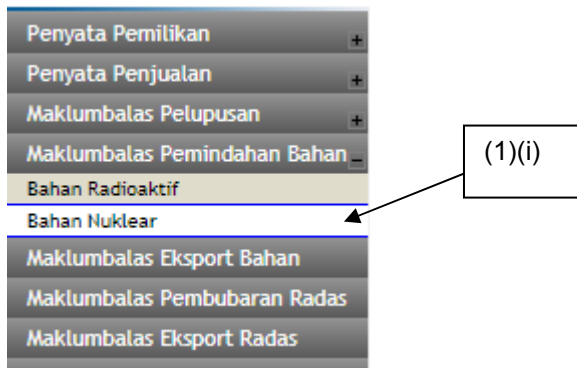 Penyata Pemilikan +
Penyata Penjualan +
Maklumbalas Pelupusan +
Maklumbalas Pemindahan Bahan -
(1)(i)
Bahan Radioaktif
Bahan Nuklear
Maklumbalas Eksport Bahan
Maklumbalas Pembubaran Radas
Maklumbalas Eksport Radas